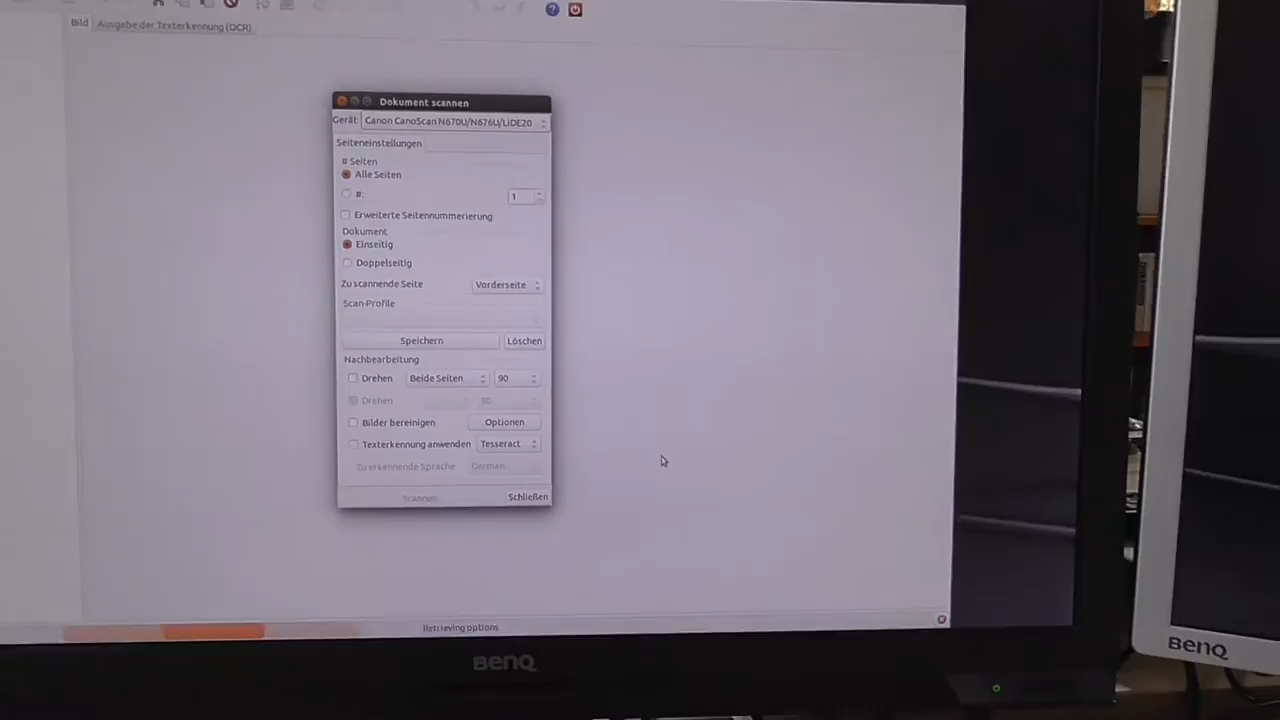 Bild Ausgabe der Texterkennung (OCR)
Dokument scannen
Gerät Canon CanoScan N670U/N676U/LiDE20
Seiteneinstellungen
# Seiten
Alle Seiten
#: 1
Erweiterte Seitennummerierung
Dokument
Einseitig
Doppelseitig
Zu scannende Seite Vorderseite
Scan-Profile
Speichern Löschen
Nachbearbeitung
Drehen Beide Seiten 90
Drehen 90
Bilder bereinigen Optionen
Texterkennung anwenden Tesseract
Zu erkennende Sprache German
Scannen Schließen
Retrieving options
BenQ
BenQ